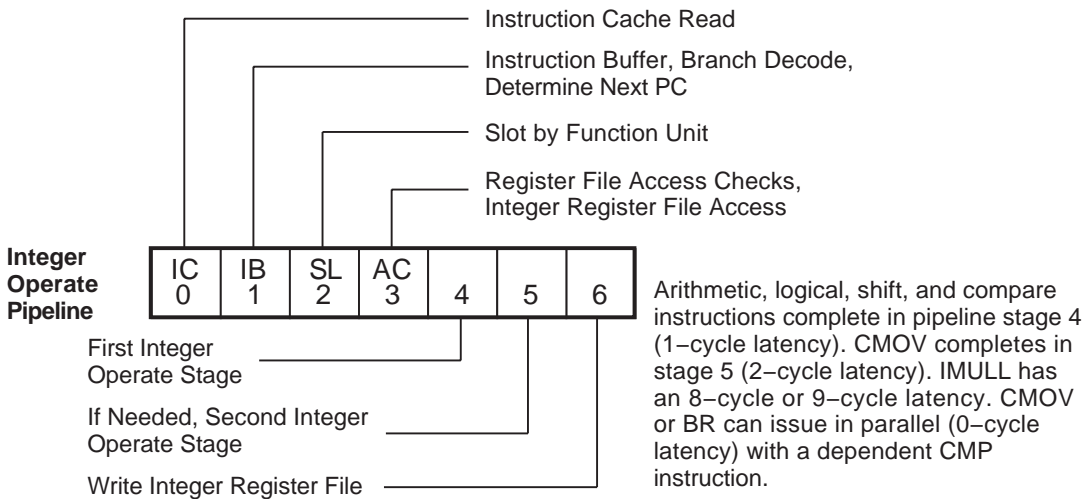 Instruction Cache Read
Instruction Buffer, Branch Decode,
Determine Next PC
Slot by Function Unit
Register File Access Checks,
Integer Register File Access
Integer
Operate
Pipeline
IC IB SL AC
0 1 2 3 4 5 6
Arithmetic, logical, shift, and compare
instructions complete in pipeline stage 4
(1−cycle latency). CMOV completes in
stage 5 (2−cycle latency). IMULL has
an 8−cycle or 9−cycle latency. CMOV
or BR can issue in parallel (0−cycle
latency) with a dependent CMP
instruction.
First Integer
Operate Stage
If Needed, Second Integer
Operate Stage
Write Integer Register File